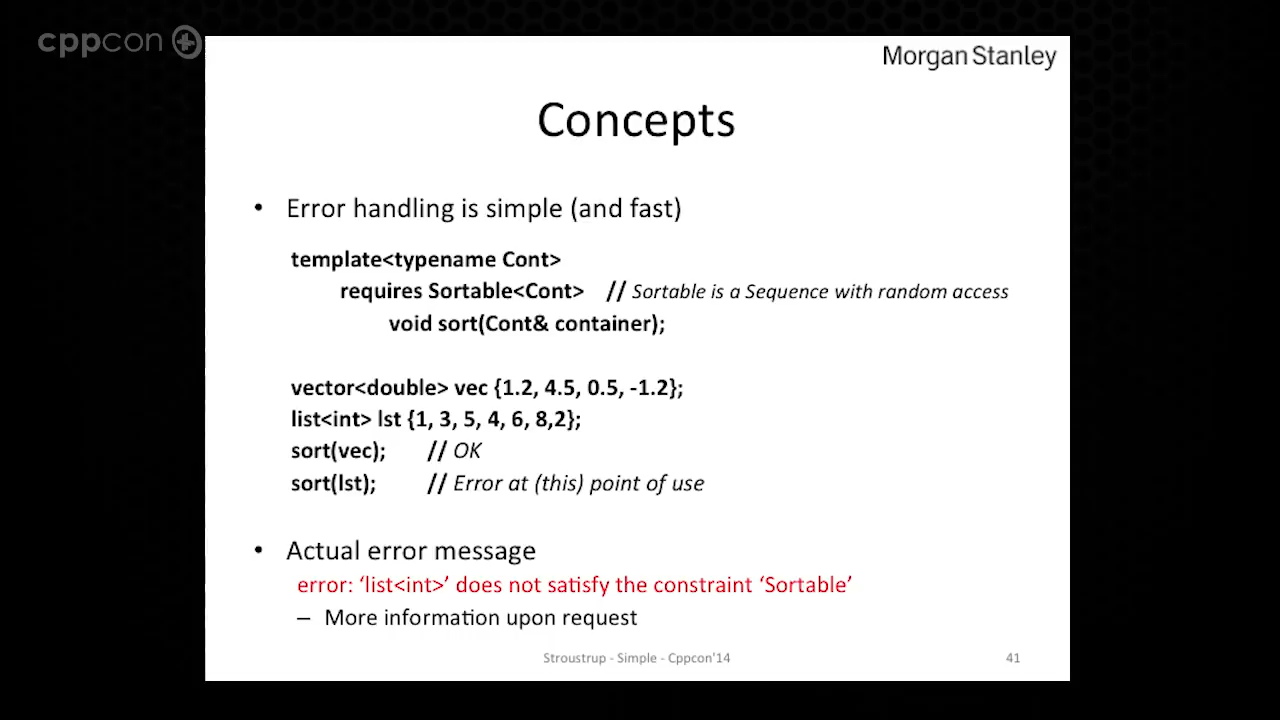 cppcon
Morgan Stanley
Concepts
• Error handling is simple (and fast)
template<typename Cont>
requires Sortable<Cont> // Sortable is a Sequence with random access
void sort(Cont& container);
vector<double> vec {1.2, 4.5, 0.5, -1.2};
list<int> lst {1, 3, 5, 4, 6, 8,2};
sort(vec); // OK
sort(lst); // Error at (this) point of use
• Actual error message
error: ‘list<int>’ does not satisfy the constraint ‘Sortable’
– More information upon request
Stroustrup - Simple - Cppcon'14 41